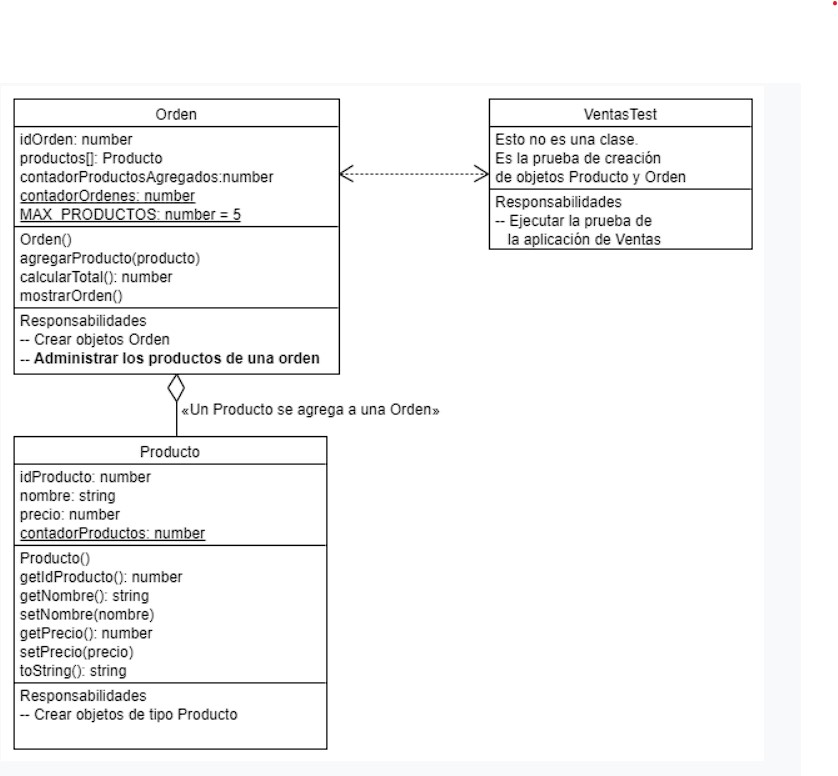 Orden
idOrden: number
productos[]: Producto
contadorProductosAgregados:number
contadorOrdenes: number
MAX_PRODUCTOS: number = 5
Orden()
agregarProducto(producto)
calcularTotal(): number
mostrarOrden()
Responsabilidades
-- Crear objetos Orden
-- Administrar los productos de una orden
VentasTest
Esto no es una clase.
Es la prueba de creación
de objetos Producto y Orden
Responsabilidades
-- Ejecutar la prueba de
la aplicación de Ventas
«Un Producto se agrega a una Orden»
Producto
idProducto: number
nombre: string
precio: number
contadorProductos: number
Producto()
getIdProducto(): number
getNombre(): string
setNombre(nombre)
getPrecio(): number
setPrecio(precio)
toString(): string
Responsabilidades
-- Crear objetos de tipo Producto